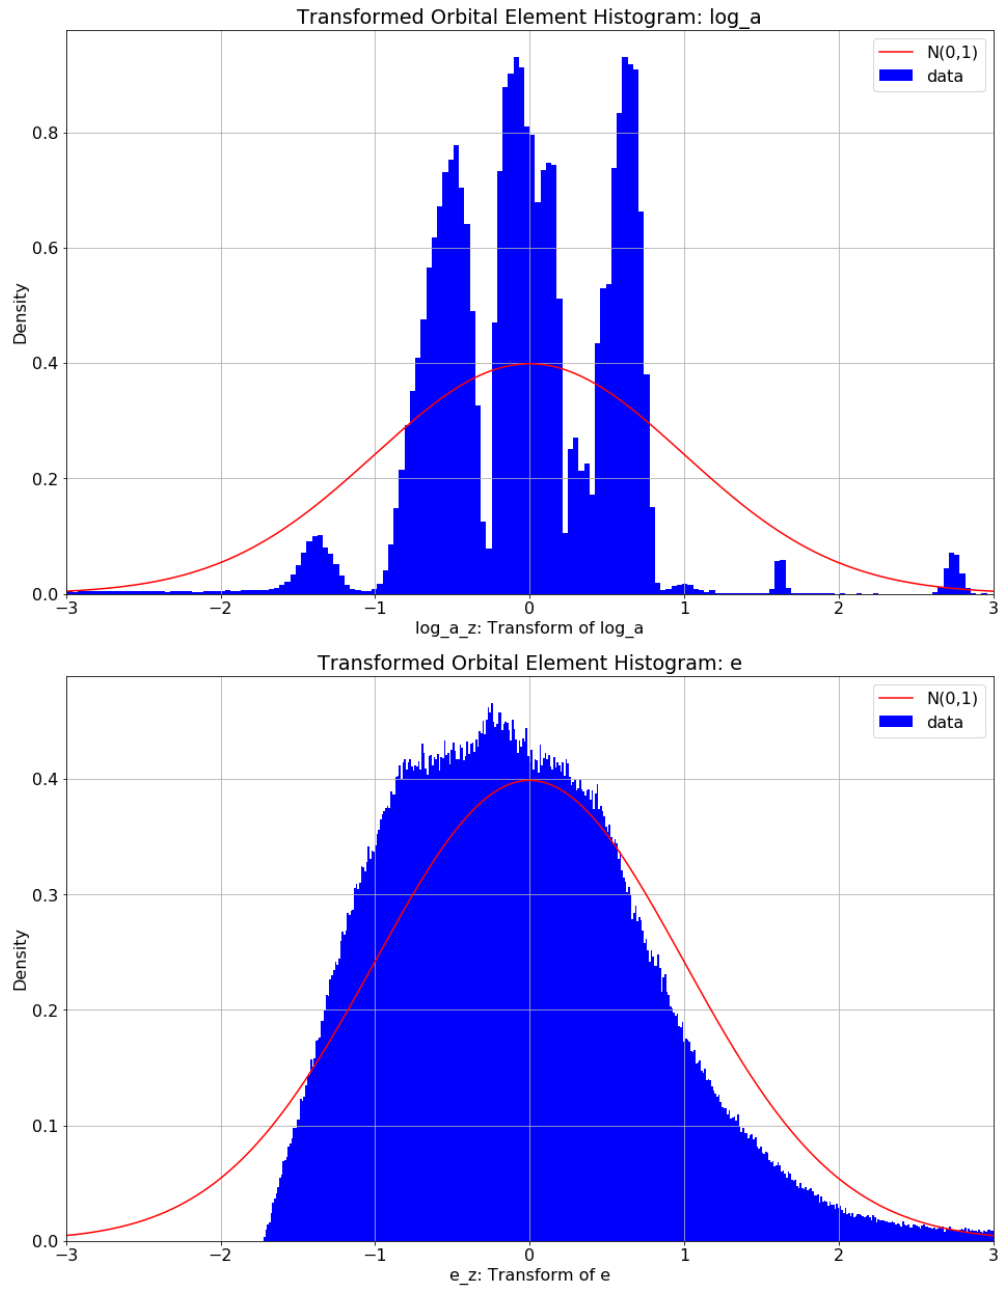 Transformed Orbital Element Histogram: log_a
N(0,1)
data
Density
0.8
0.6
0.4
0.2
0.0
−3 −2 −1 0 1 2 3
log_a_z: Transform of log_a
Transformed Orbital Element Histogram: e
N(0,1)
data
Density
0.4
0.3
0.2
0.1
0.0
−3 −2 −1 0 1 2 3
e_z: Transform of e